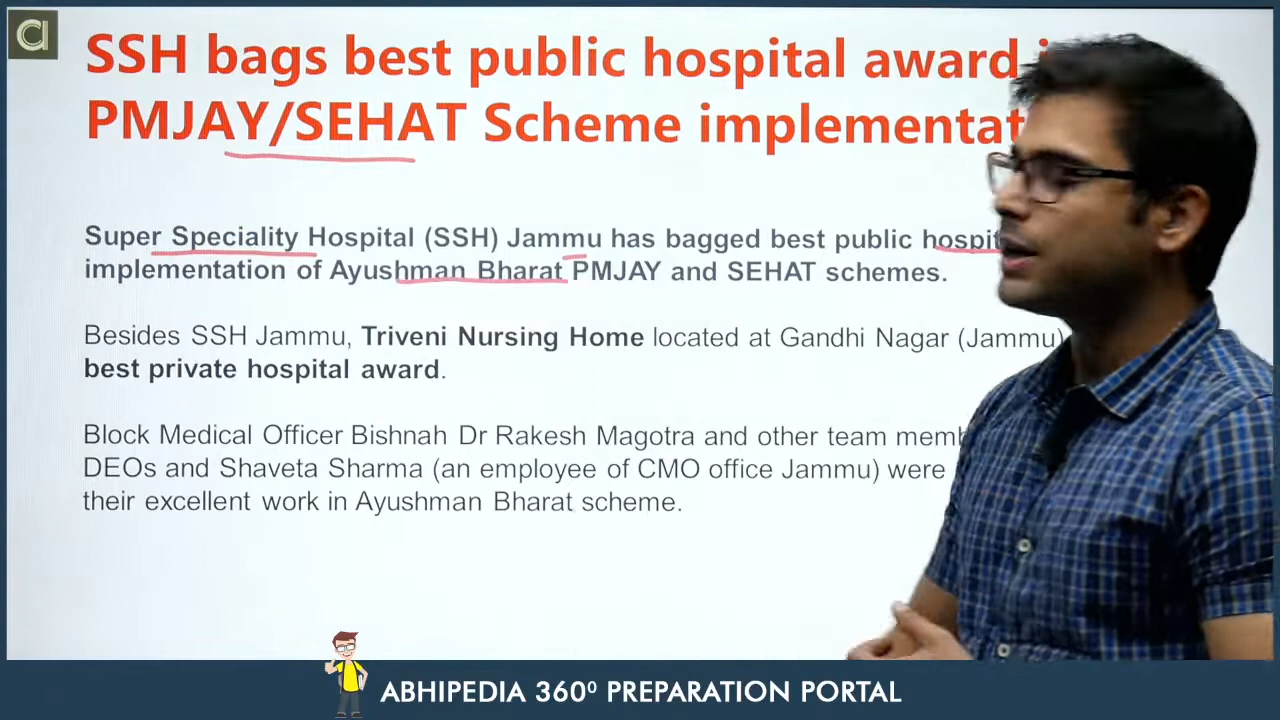 SSH bags best public hospital award
PMJAY/SEHAT Scheme implementat
Super Speciality Hospital (SSH) Jammu has bagged best public hospit
implementation of Ayushman Bharat PMJAY and SEHAT schemes.
Besides SSH Jammu, Triveni Nursing Home located at Gandhi Nagar (Jammu)
best private hospital award.
Block Medical Officer Bishnah Dr Rakesh Magotra and other team memb
DEOs and Shaveta Sharma (an employee of CMO office Jammu) were
their excellent work in Ayushman Bharat scheme.
ABHIPEDIA 360⁰ PREPARATION PORTAL